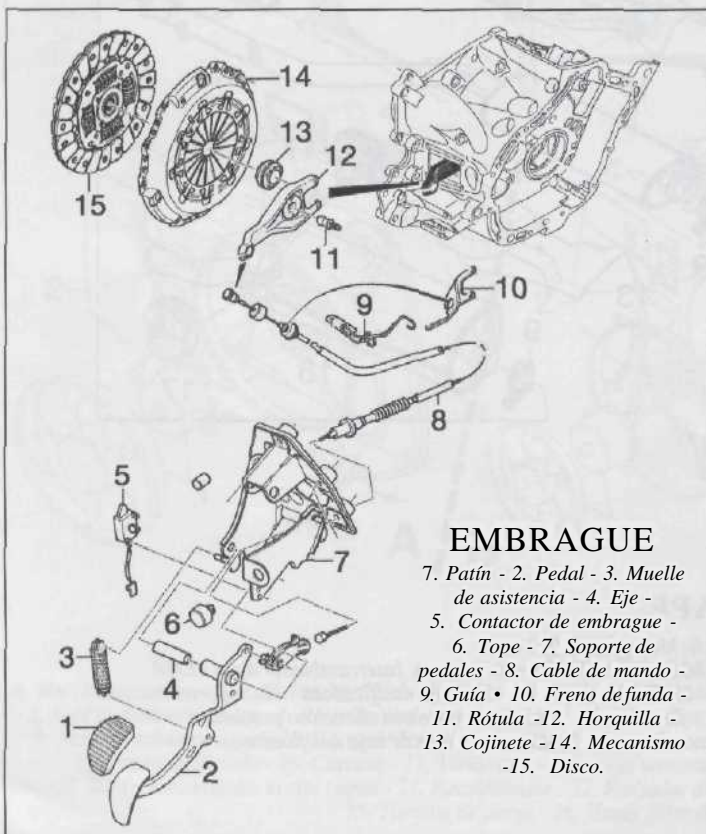 14
13
12
15
11
10
9
8
5
7
6
3
4
1
2
EMBRAGUE
7. Patín - 2. Pedal - 3. Muelle
de asistencia - 4. Eje -
5. Contactor de embrague -
6. Tope - 7. Soporte de
pedales - 8. Cable de mando -
9. Guía • 10. Freno de funda -
11. Rótula -12. Horquilla -
13. Cojinete -14. Mecanismo
-15. Disco.